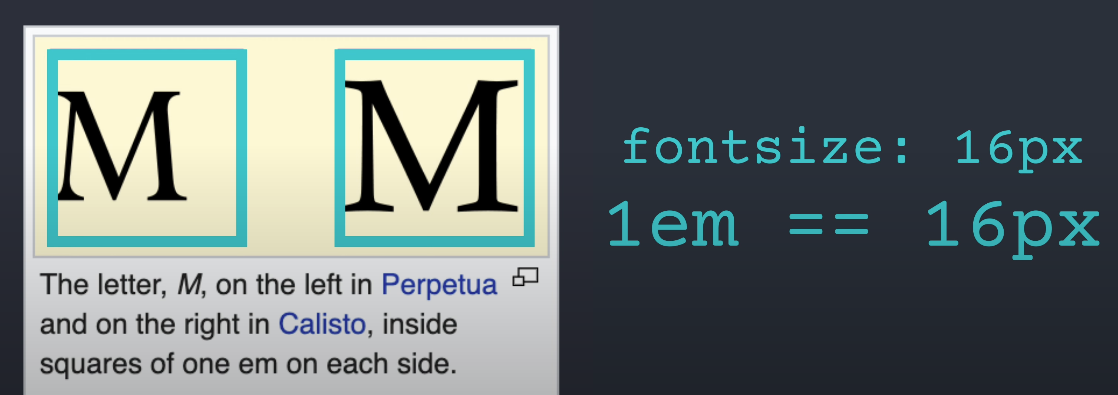 M M
The letter, M, on the left in Perpetua
and on the right in Calisto, inside
squares of one em on each side.
fontsize: 16px
1em == 16px